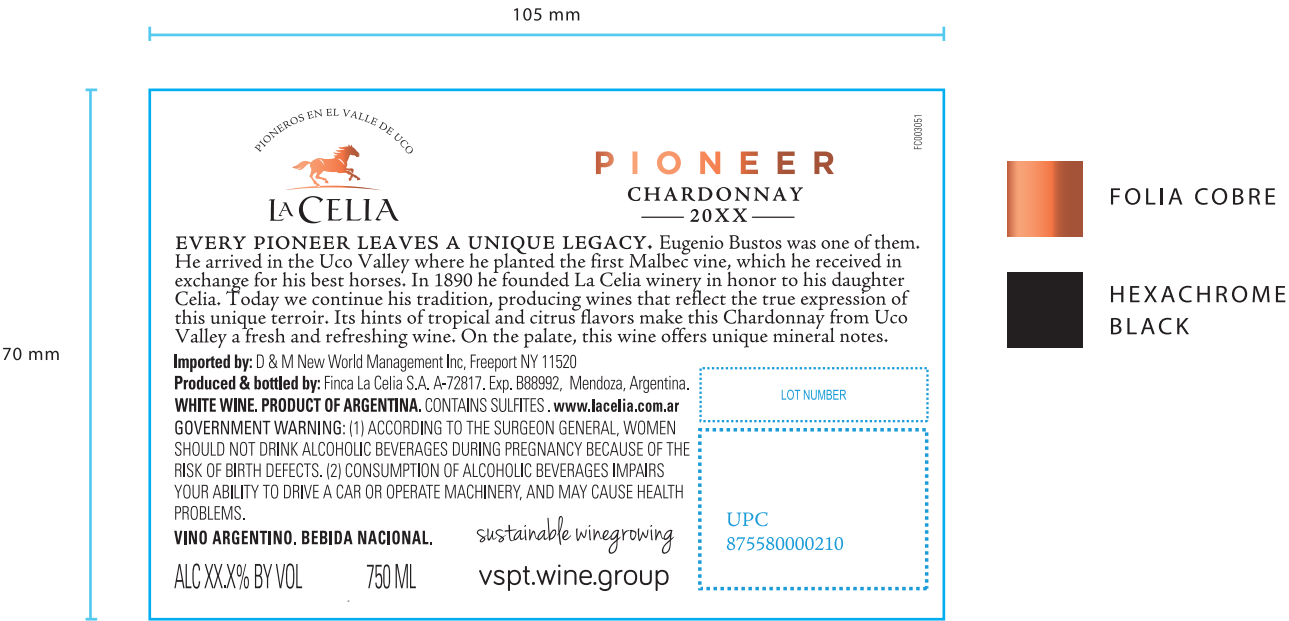 105 mm
70 mm
PIONEROS EN EL VALLE DE UCO
LA CELIA
PIONEER
CHARDONNAY
20XX
FC003051
EVERY PIONEER LEAVES A UNIQUE LEGACY. Eugenio Bustos was one of them.
He arrived in the Uco Valley where he planted the first Malbec vine, which he received in
exchange for his best horses. In 1890 he founded La Celia winery in honor to his daughter
Celia. Today we continue his tradition, producing wines that reflect the true expression of
this unique terroir. Its hints of tropical and citrus flavors make this Chardonnay from Uco
Valley a fresh and refreshing wine. On the palate, this wine offers unique mineral notes.
Imported by: D & M New World Management Inc, Freeport NY 11520
Produced & bottled by: Finca La Celia S.A. A-72817. Exp. B88992, Mendoza, Argentina.
WHITE WINE. PRODUCT OF ARGENTINA. CONTAINS SULFITES . www.lacelia.com.ar
GOVERNMENT WARNING: (1) ACCORDING TO THE SURGEON GENERAL, WOMEN
SHOULD NOT DRINK ALCOHOLIC BEVERAGES DURING PREGNANCY BECAUSE OF THE
RISK OF BIRTH DEFECTS. (2) CONSUMPTION OF ALCOHOLIC BEVERAGES IMPAIRS
YOUR ABILITY TO DRIVE A CAR OR OPERATE MACHINERY, AND MAY CAUSE HEALTH
PROBLEMS.
VINO ARGENTINO. BEBIDA NACIONAL.
ALC XX.X% BY VOL 750 ML
sustainable winegrowing
vspt.wine.group
LOT NUMBER
UPC
875580000210
FOLIA COBRE
HEXACHROME
BLACK